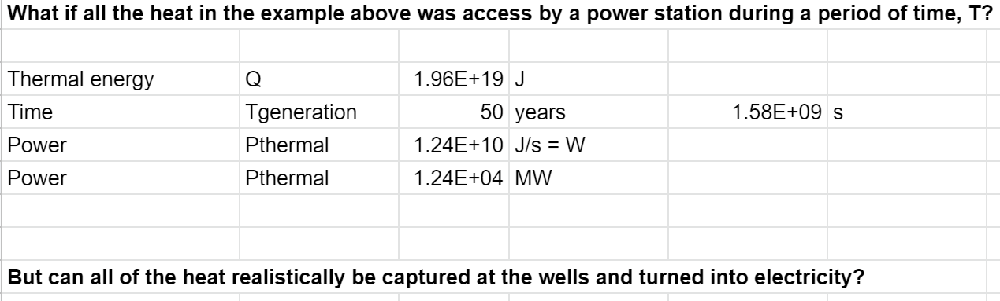 What if all the heat in the example above was access by a power station during a period of time, T?
Thermal energy Q 1.96E+19 J
Time Tgeneration 50 years 1.58E+09 s
Power Pthermal 1.24E+10 J/s = W
Power Pthermal 1.24E+04 MW
But can all of the heat realistically be captured at the wells and turned into electricity?